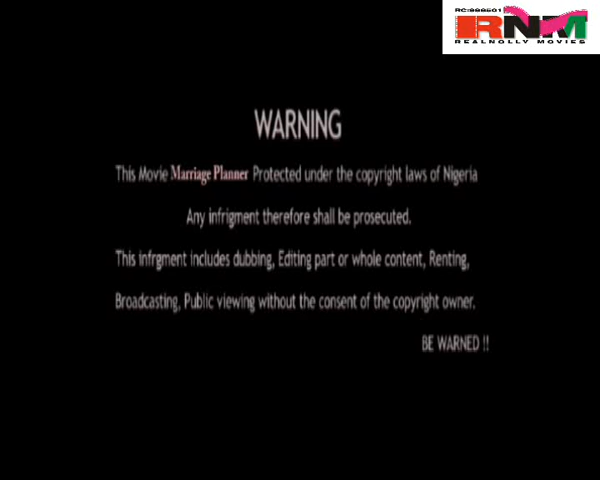 RC:899501
RNM
REALNOLLY MOVIES
WARNING
This Movie Marriage Planner Protected under the copyright laws of Nigeria
Any infrigment therefore shall be prosecuted.
This infrgment includes dubbing, Editing part or whole content, Renting,
Broadcasting, Public viewing without the consent of the copyright owner.
BE WARNED !!